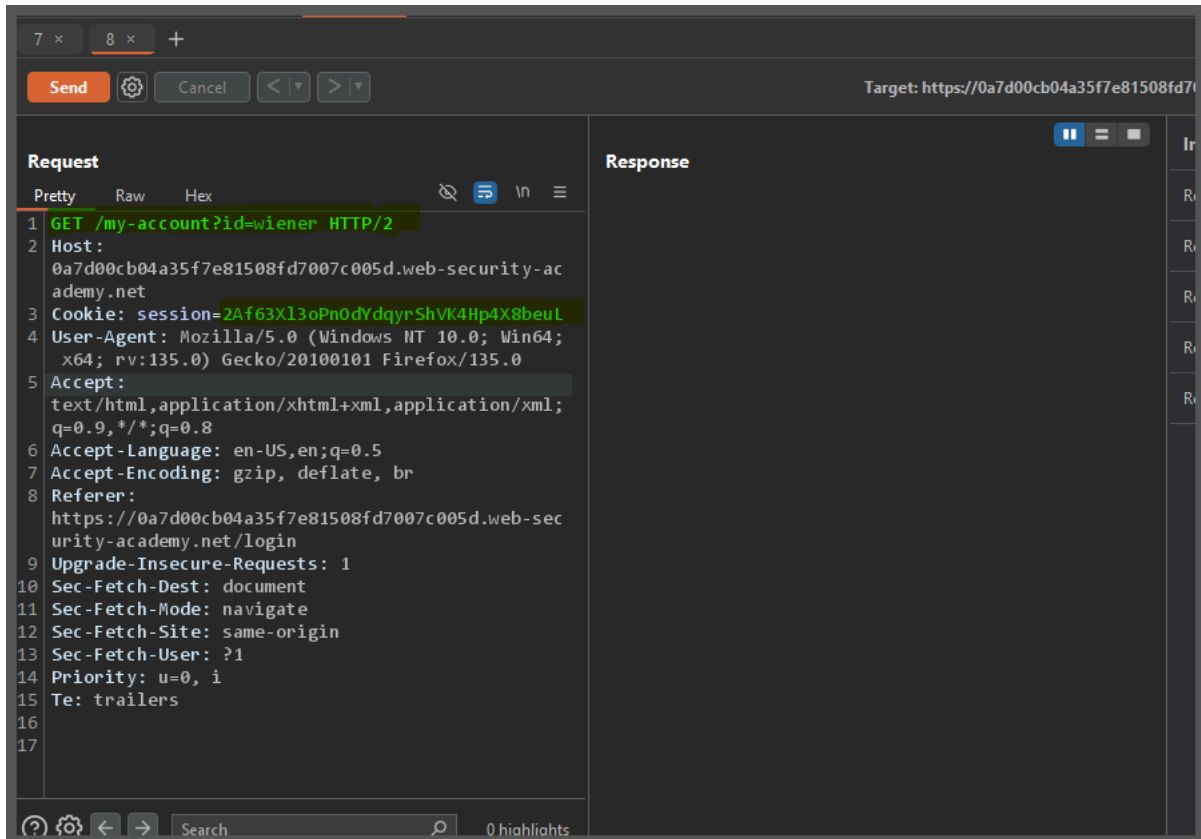 7 × 8 × +
Send Cancel < > Target: https://0a7d00cb04a35f7e81508fd70
Request
Response
Pretty Raw Hex \n
1 GET /my-account?id=wiener HTTP/2
2 Host:
0a7d00cb04a35f7e81508fd7007c005d.web-security-ac
ademy.net
3 Cookie: session=2Af63Xl3oPnOdYdqyrShVK4Hp4X8beuL
4 User-Agent: Mozilla/5.0 (Windows NT 10.0; Win64;
x64; rv:135.0) Gecko/20100101 Firefox/135.0
5 Accept:
text/html,application/xhtml+xml,application/xml;
q=0.9,*/*;q=0.8
6 Accept-Language: en-US,en;q=0.5
7 Accept-Encoding: gzip, deflate, br
8 Referer:
https://0a7d00cb04a35f7e81508fd7007c005d.web-sec
urity-academy.net/login
9 Upgrade-Insecure-Requests: 1
10 Sec-Fetch-Dest: document
11 Sec-Fetch-Mode: navigate
12 Sec-Fetch-Site: same-origin
13 Sec-Fetch-User: ?1
14 Priority: u=0, i
15 Te: trailers
16
17
Search 0 highlights